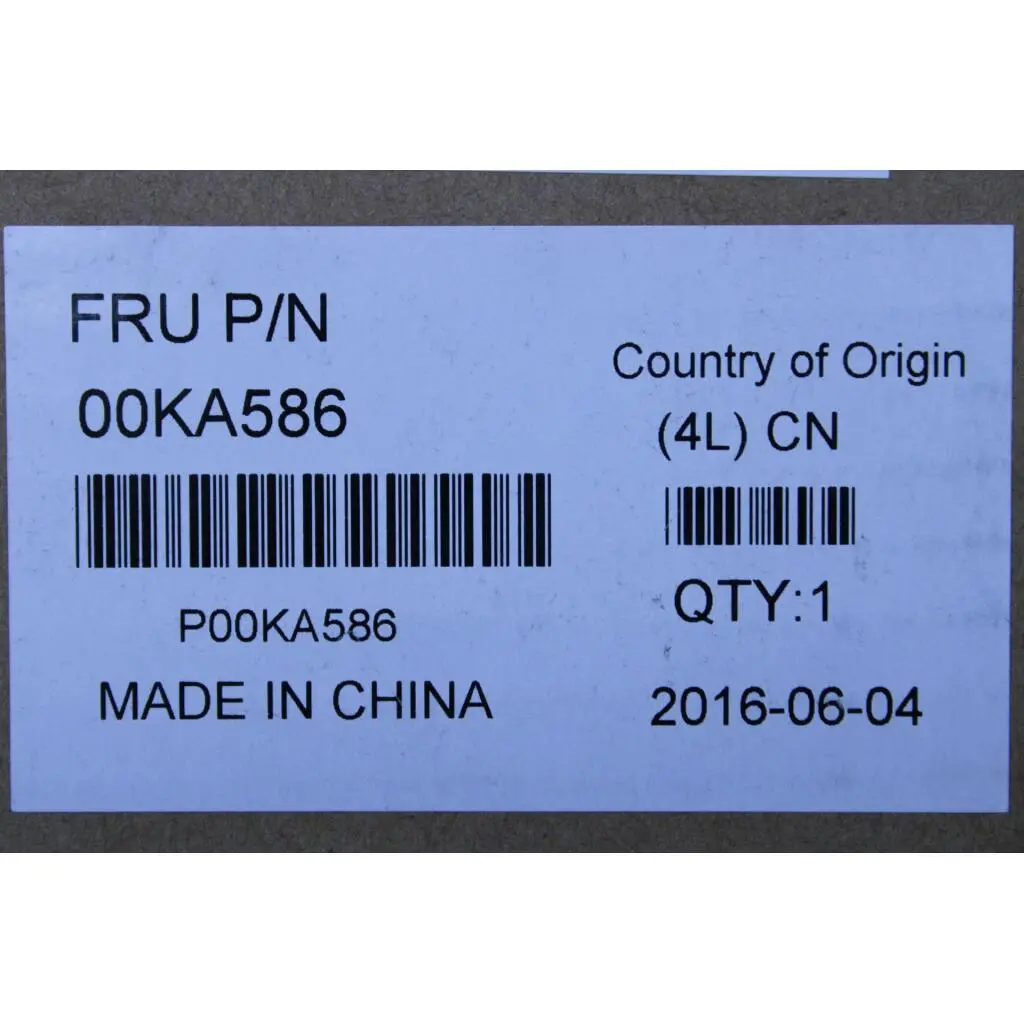 FRU P/N
00KA586
P00KA586
MADE IN CHINA
Country of Origin
(4L) CN
QTY:1
2016-06-04